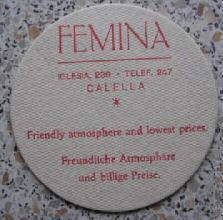 FEMINA
IGLESIA, 230 - TELEF. 247
CALELLA
*
Friendly atmosphere and lowest prices.
Freundliche Atmosphäre
und billige Preise.